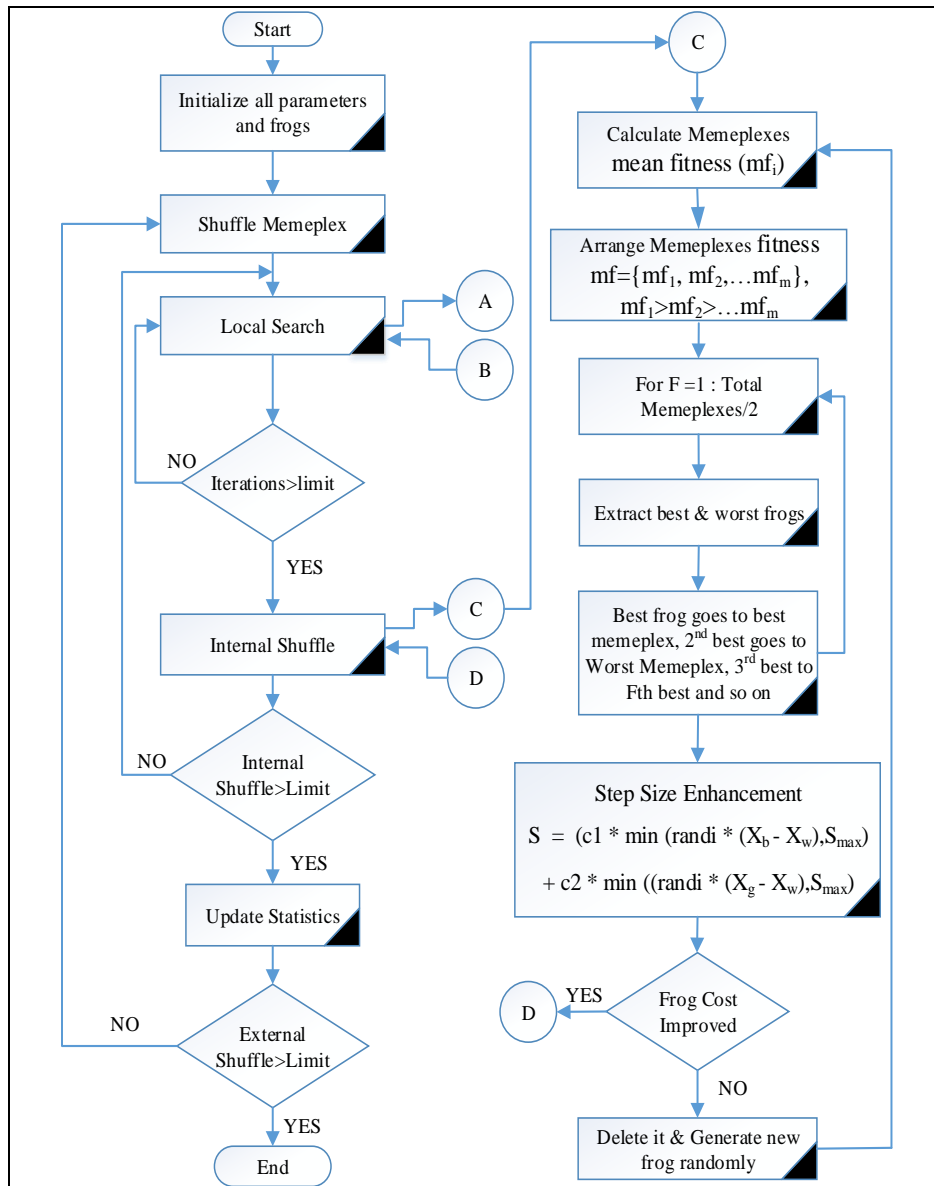 Start
Initialize all parameters
and frogs
Shuffle Memeplex
Local Search
A
B
NO
Iterations>limit
YES
Internal Shuffle
C
D
NO
Internal
Shuffle>Limit
YES
Update Statistics
NO
External
Shuffle>Limit
YES
End
C
Calculate Memeplexes
mean fitness (mfi)
Arrange Memeplexes fitness
mf={mf1, mf2,…mfm},
mf1>mf2>…mfm
For F =1 : Total
Memeplexes/2
Extract best & worst frogs
Best frog goes to best
memeplex, 2nd best goes to
Worst Memeplex, 3rd best to
Fth best and so on
Step Size Enhancement
S = (c1 * min (randi * (Xb - Xw),Smax)
+ c2 * min ((randi * (Xg - Xw),Smax)
D
YES
Frog Cost
Improved
NO
Delete it & Generate new
frog randomly